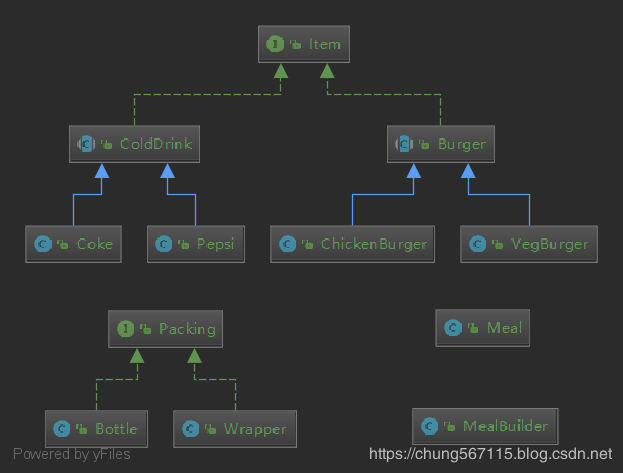 Item
ColdDrink
Burger
Coke
Pepsi
ChickenBurger
VegBurger
Packing
Meal
Bottle
Wrapper
MealBuilder
Powered by yFiles
https://chung567115.blog.csdn.net